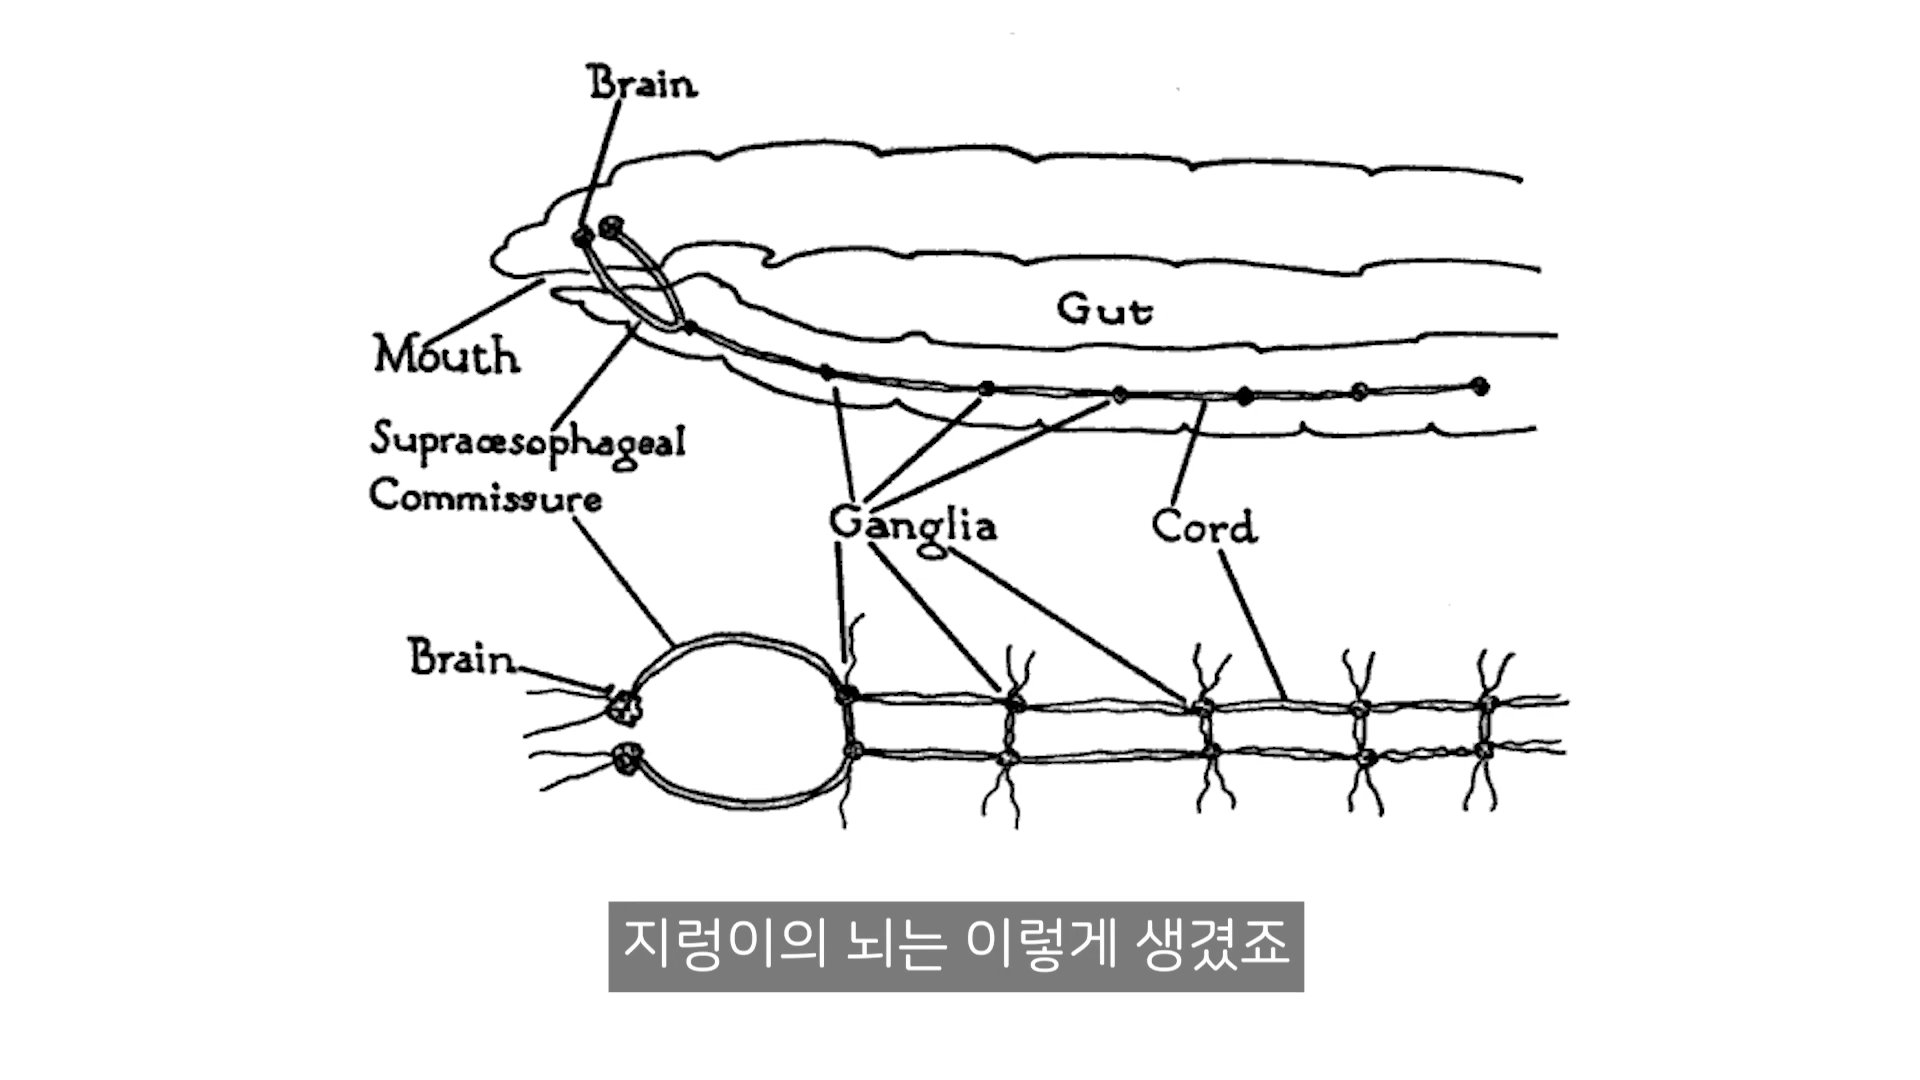 Brain
Gut
Mouth
Supraœsophageal
Commissure
Ganglia
Cord
Brain
지렁이의 뇌는 이렇게 생겼죠